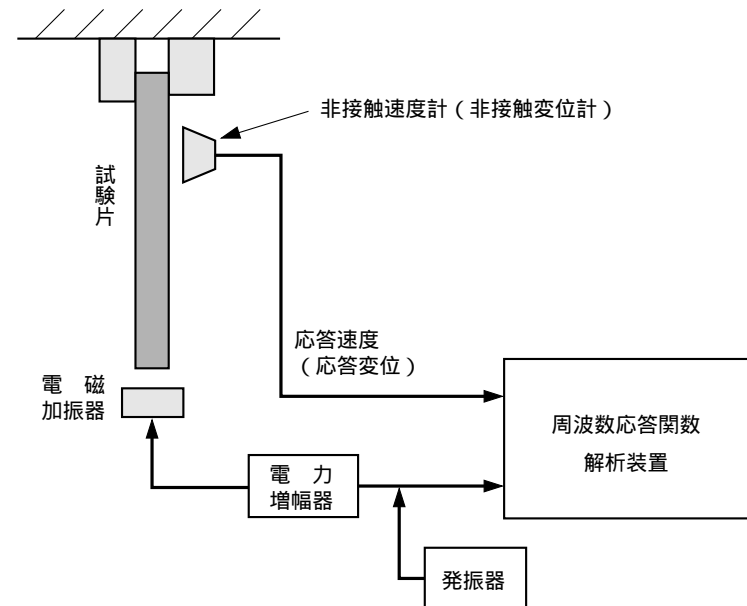 非接触速度計(非接触変位計)
試験片
応答速度
(応答変位)
電 磁
加振器
周波数応答関数
解析装置
電 力
増幅器
発振器